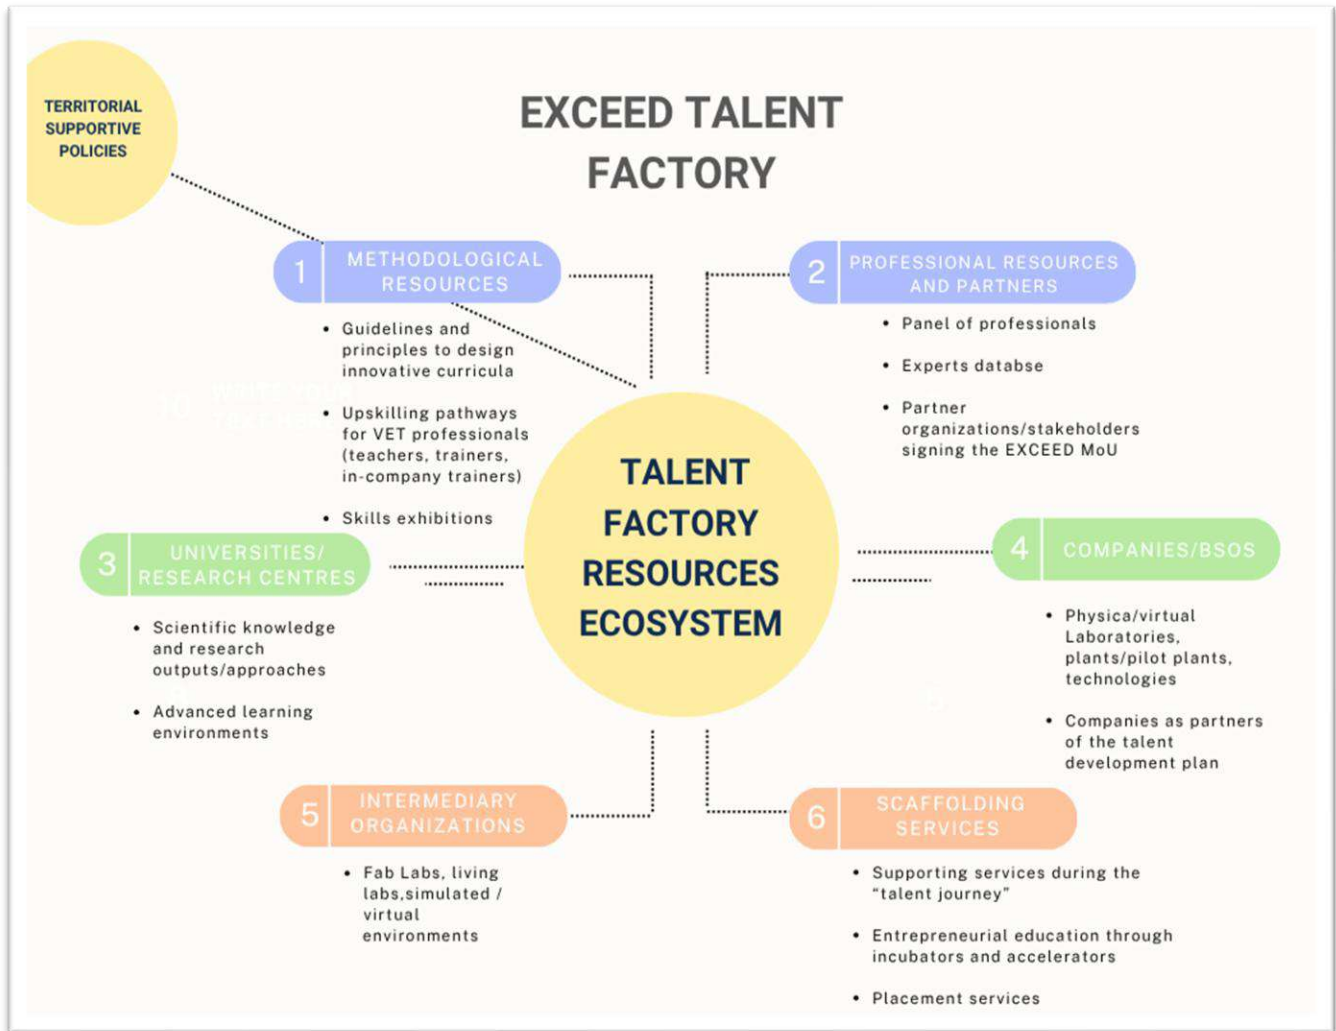 TERRITORIAL
SUPPORTIVE
POLICIES
EXCEED TALENT
FACTORY
1
METHODOLOGICAL
RESOURCES
• Guidelines and
principles to design
innovative curricula
• Upskilling pathways
for VET professionals
(teachers, trainers,
in-company trainers)
• Skills exhibitions
2
PROFESSIONAL RESOURCES
AND PARTNERS
• Panel of professionals
• Experts databse
• Partner
organizations/stakeholders
signing the EXCEED MoU
TALENT
FACTORY
RESOURCES
ECOSYSTEM
3
UNIVERSITIES/
RESEARCH CENTRES
• Scientific knowledge
and research
outputs/approaches
• Advanced learning
environments
4
COMPANIES/BSOS
• Physica/virtual
Laboratories,
plants/pilot plants,
technologies
• Companies as partners
of the talent
development plan
5
INTERMEDIARY
ORGANIZATIONS
• Fab Labs, living
labs,simulated /
virtual
environments
6
SCAFFOLDING
SERVICES
• Supporting services during the
“talent journey”
• Entrepreneurial education through
incubators and accelerators
• Placement services